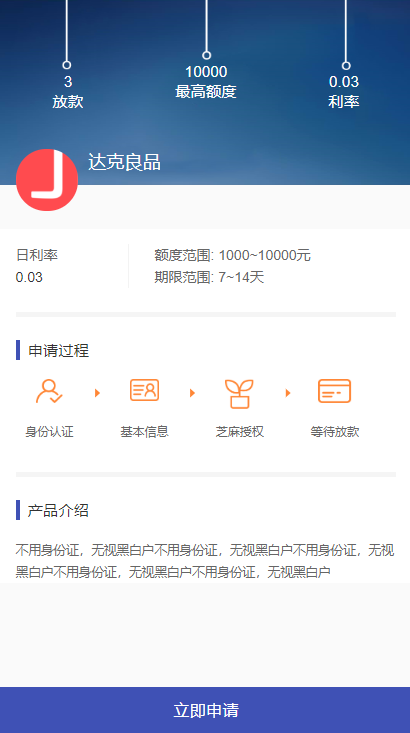 3
放款
10000
最高额度
0.03
利率
达克良品
日利率
0.03
额度范围: 1000~10000元
期限范围: 7~14天
申请过程
身份认证
基本信息
芝麻授权
等待放款
产品介绍
不用身份证，无视黑白户不用身份证，无视黑白户不用身份证，无视
黑白户不用身份证，无视黑白户不用身份证，无视黑白户
立即申请